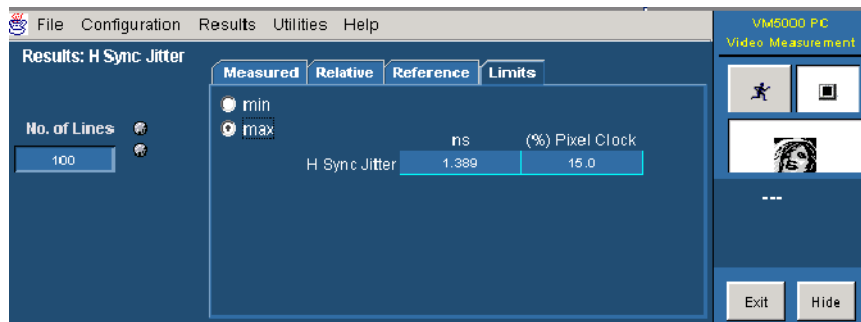 File Configuration Results Utilities Help
Results: H Sync Jitter
Measured Relative Reference Limits
min
max
No. of Lines
100
ns (%) Pixel Clock
H Sync Jitter 1.389 15.0
VM5000 PC
Video Measurement
---
Exit Hide